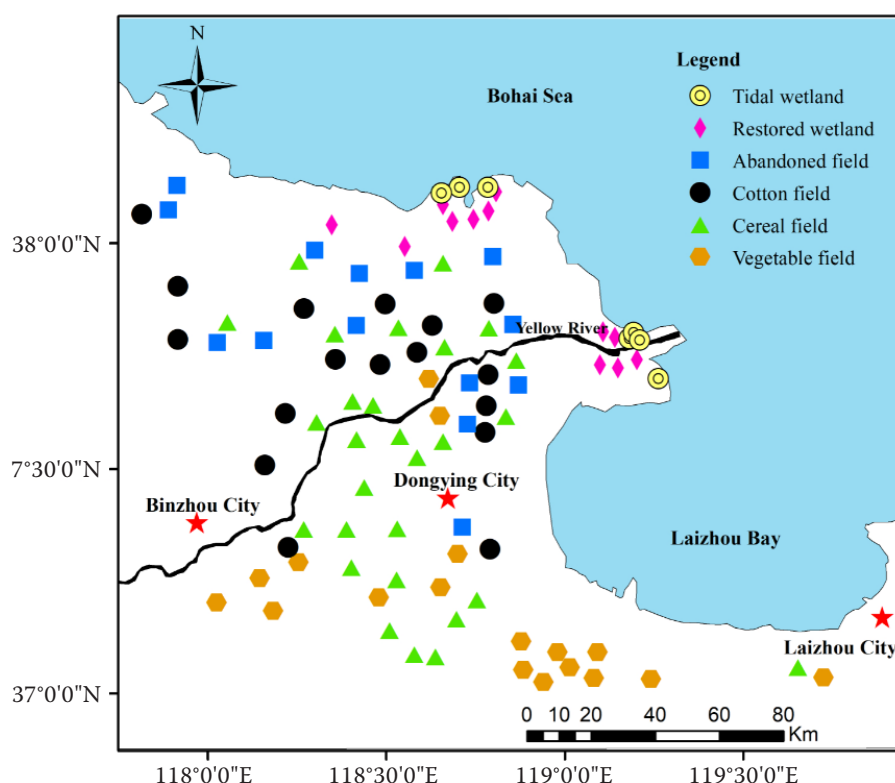 N
Bohai Sea
Legend
Tidal wetland
Restored wetland
Abandoned field
Cotton field
Cereal field
Vegetable field
38°0'0"N
Yellow River
7°30'0"N
Dongying City
Binzhou City
Laizhou Bay
Laizhou City
37°0'0"N
0 10 20 40 60 80
Km
118°0'0"E 118°30'0"E 119°0'0"E 119°30'0"E